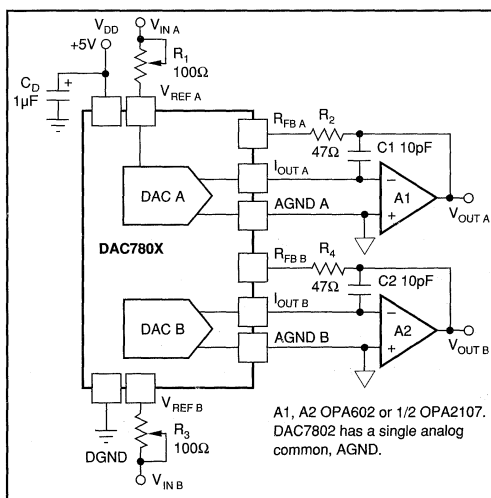 V_DD
+5V
V_IN A
C_D
1µF
+
R_1
100Ω
V_REF A
R_FB A
R_2
47Ω
C1 10pF
I_OUT A
DAC A
AGND A
−
+
A1
V_OUT A
DAC780X
R_FB B
R_4
47Ω
C2 10pF
I_OUT B
DAC B
AGND B
−
+
A2
V_OUT B
V_REF B
DGND
R_3
100Ω
V_IN B
A1, A2 OPA602 or 1/2 OPA2107.
DAC7802 has a single analog
common, AGND.